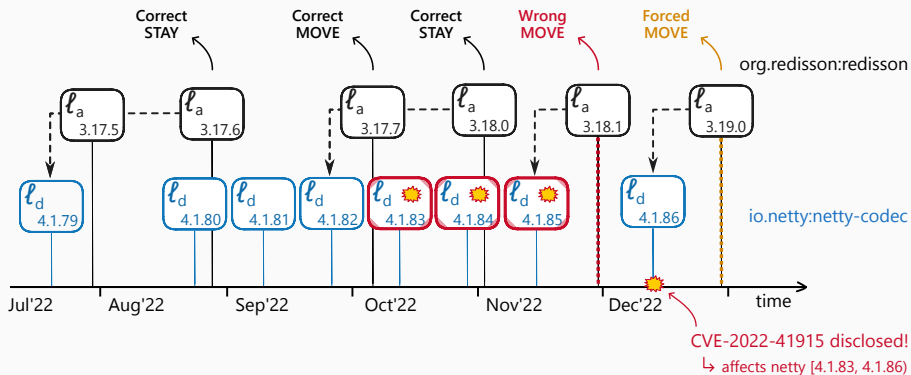 Correct
STAY
Correct
MOVE
Correct
STAY
Wrong
MOVE
Forced
MOVE
org.redisson:redisson
ℓa
3.17.5
ℓa
3.17.6
ℓa
3.17.7
ℓa
3.18.0
ℓa
3.18.1
ℓa
3.19.0
ℓd
4.1.79
ℓd
4.1.80
ℓd
4.1.81
ℓd
4.1.82
ℓd
4.1.83
ℓd
4.1.84
ℓd
4.1.85
ℓd
4.1.86
io.netty:netty-codec
Jul'22 Aug'22 Sep'22 Oct'22 Nov'22 Dec'22 time
CVE-2022-41915 disclosed!
↳ affects netty [4.1.83, 4.1.86)